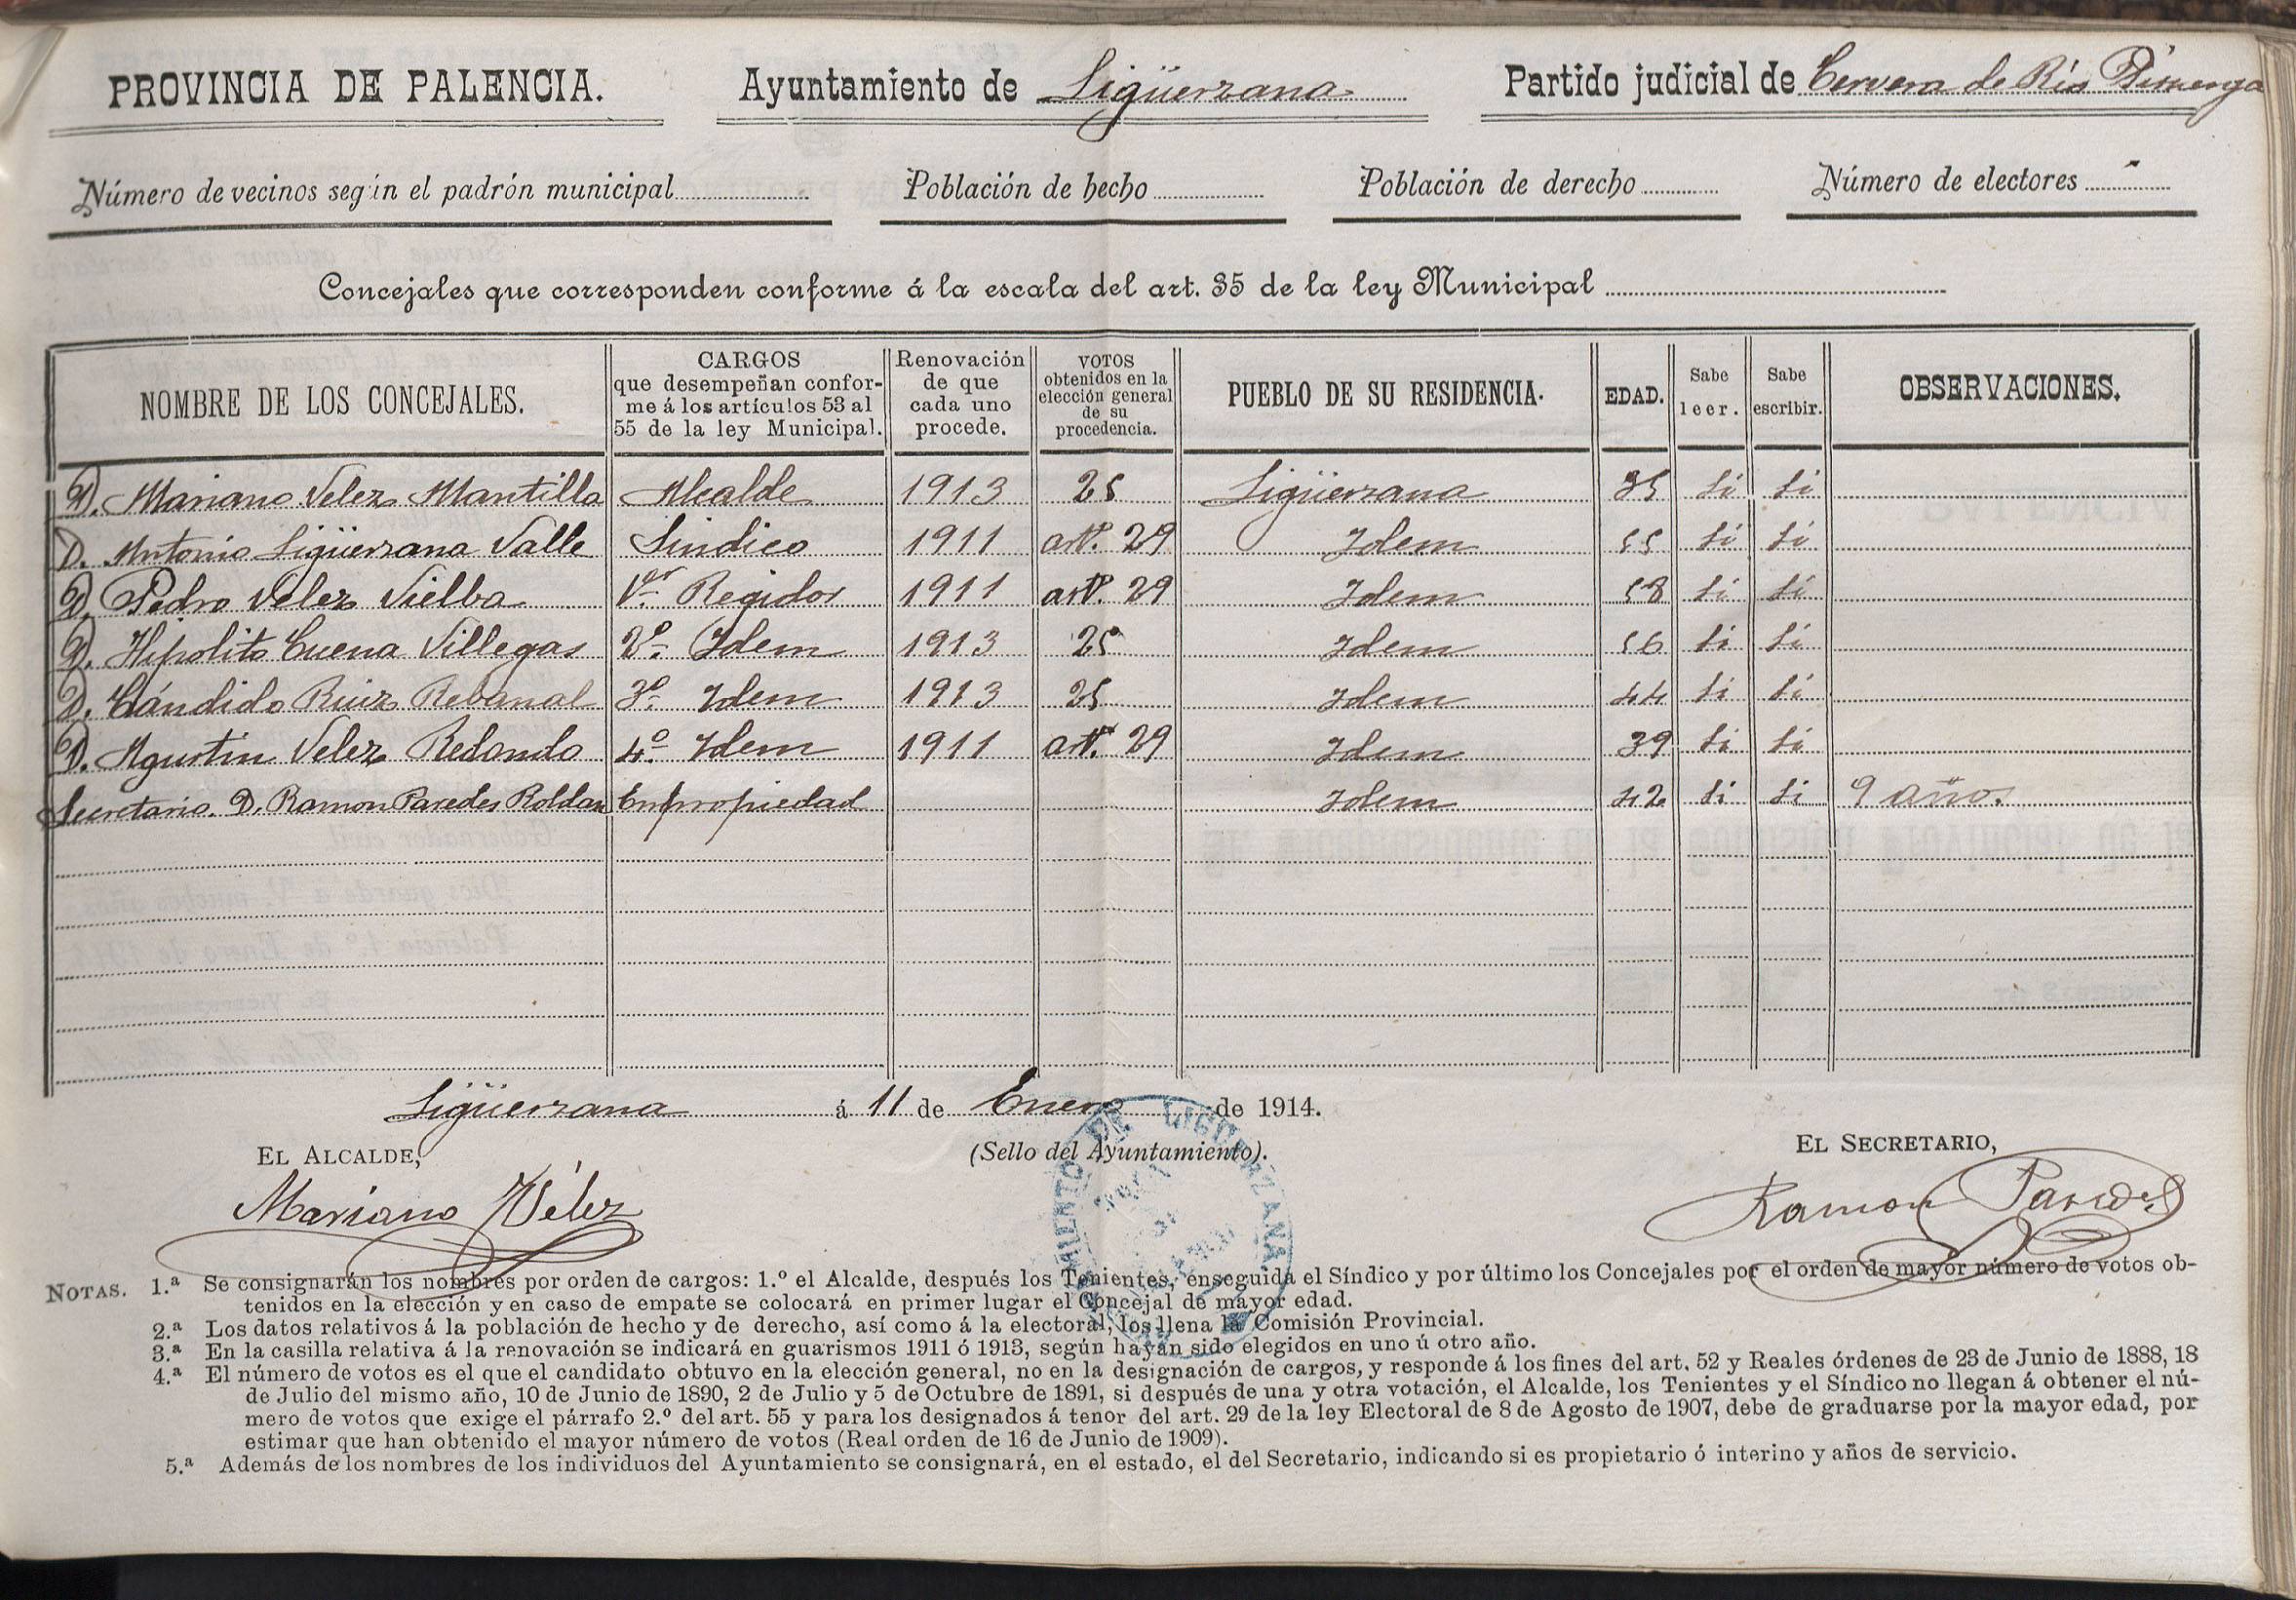 PROVINCIA DE PALENCIA. Ayuntamiento de Ligüerzana Partido judicial de Cervera de Río Pisuerga
Número de vecinos según el padrón municipal Población de hecho Población de derecho Número de electores
Concejales que corresponden conforme á la escala del art. 35 de la ley Municipal
NOMBRE DE LOS CONCEJALES. CARGOS que desempeñan conforme á los artículos 53 al 55 de la ley Municipal. Renovación de que cada uno procede. VOTOS obtenidos en la elección general de su procedencia. PUEBLO DE SU RESIDENCIA. EDAD. Sabe leer. Sabe escribir. OBSERVACIONES.
D. Mariano Velez Mantilla Alcalde 1913 25 Ligüerzana 35 Si Si
D. Antonio Ligüerzana Valle Sindico 1911 artº. 29 Idem 55 Si Si
D. Pedro Velez Vielba 1er Regidor 1911 artº. 29 Idem 58 Si Si
D. Hipolito Cuena Villegas 2º Idem 1913 25 Idem 56 Si Si
D. Cándido Ruiz Rebanal 3º Idem 1913 25 Idem 44 Si Si
D. Agustin Velez Redondo 4º Idem 1911 artº. 29 Idem 39 Si Si
Secretario. D. Ramon Paredes Roldan En propiedad Idem 42 Si Si 9 año.
Ligüerzana á 11 de Enero de 1914.
EL ALCALDE, (Sello del Ayuntamiento). EL SECRETARIO,
AYUNTAMIENTO DE LIGÜERZANA
Mariano Vélez Ramon Paredes
NOTAS. 1.ª Se consignarán los nombres por orden de cargos: 1.º el Alcalde, después los Tenientes, enseguida el Síndico y por último los Concejales por el orden de mayor número de votos ob-
tenidos en la elección y en caso de empate se colocará en primer lugar el Concejal de mayor edad.
2.ª Los datos relativos á la población de hecho y de derecho, así como á la electoral, los llena la Comisión Provincial.
3.ª En la casilla relativa á la renovación se indicará en guarismos 1911 ó 1913, según hayan sido elegidos en uno ú otro año.
4.ª El número de votos es el que el candidato obtuvo en la elección general, no en la designación de cargos, y responde á los fines del art. 52 y Reales órdenes de 23 de Junio de 1888, 18
de Julio del mismo año, 10 de Junio de 1890, 2 de Julio y 5 de Octubre de 1891, si después de una y otra votación, el Alcalde, los Tenientes y el Síndico no llegan á obtener el nú-
mero de votos que exige el párrafo 2.º del art. 55 y para los designados á tenor del art. 29 de la ley Electoral de 8 de Agosto de 1907, debe de graduarse por la mayor edad, por
estimar que han obtenido el mayor número de votos (Real orden de 16 de Junio de 1909).
5.ª Además de los nombres de los individuos del Ayuntamiento se consignará, en el estado, el del Secretario, indicando si es propietario ó interino y años de servicio.